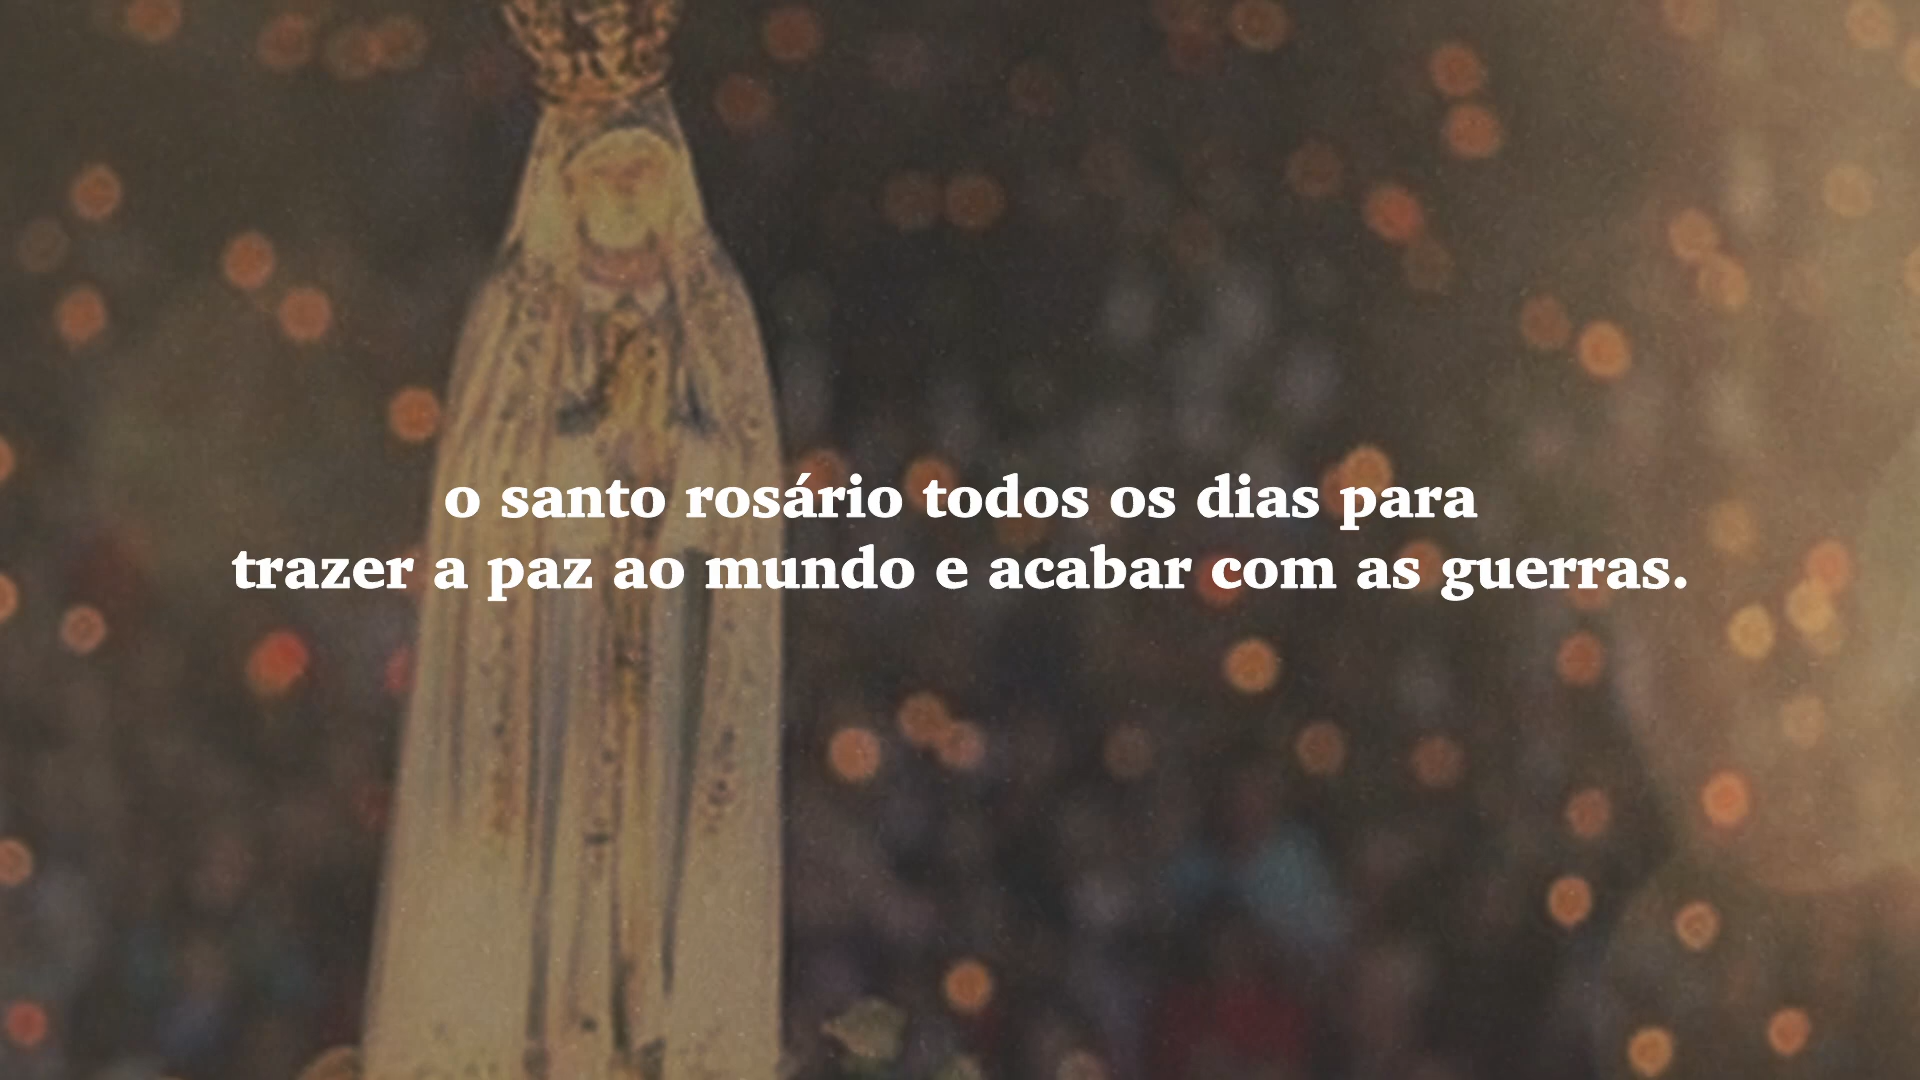 o santo rosário todos os dias para
trazer a paz ao mundo e acabar com as guerras.